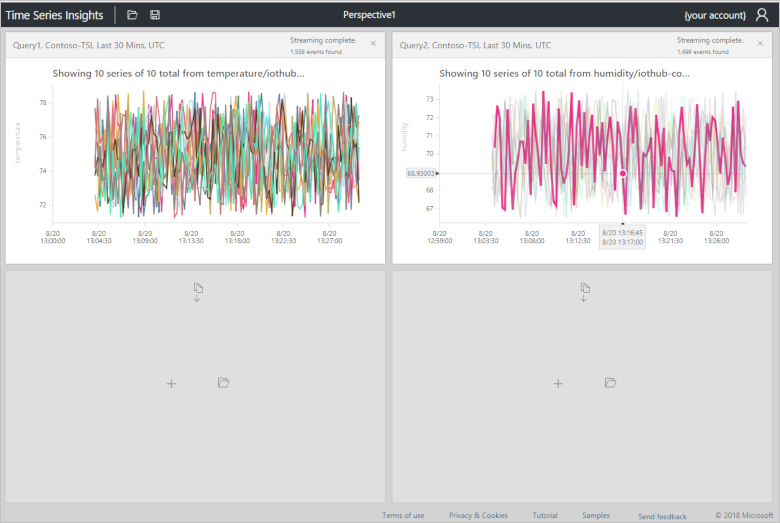 Time Series Insights
Perspective1
{your account}
Query1, Contoso-TSI, Last 30 Mins, UTC
Streaming complete.
1,558 events found
Showing 10 series of 10 total from temperature/iothub...
temperature
78
76
74
72
8/20 13:00:00
8/20 13:04:30
8/20 13:09:00
8/20 13:13:30
8/20 13:18:00
8/20 13:22:30
8/20 13:27:00
Query2, Contoso-TSI, Last 30 Mins, UTC
Streaming complete.
1,499 events found
Showing 10 series of 10 total from humidity/iothub-co...
humidity
73
72
71
70
68.93003
68
67
8/20 12:59:00
8/20 13:03:30
8/20 13:08:00
8/20 13:12:30
8/20 13:16:45
8/20 13:17:00
8/20 13:21:30
8/20 13:26:00
Terms of use
Privacy & Cookies
Tutorial
Samples
Send feedback
© 2018 Microsoft